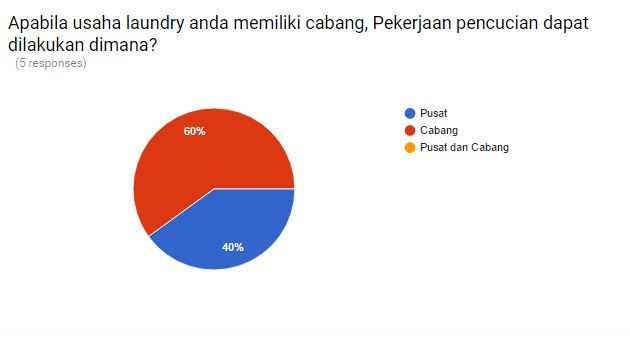 Apabila usaha laundry anda memiliki cabang, Pekerjaan pencucian dapat
dilakukan dimana?
(5 responses)
Pusat
Cabang
Pusat dan Cabang
60%
40%